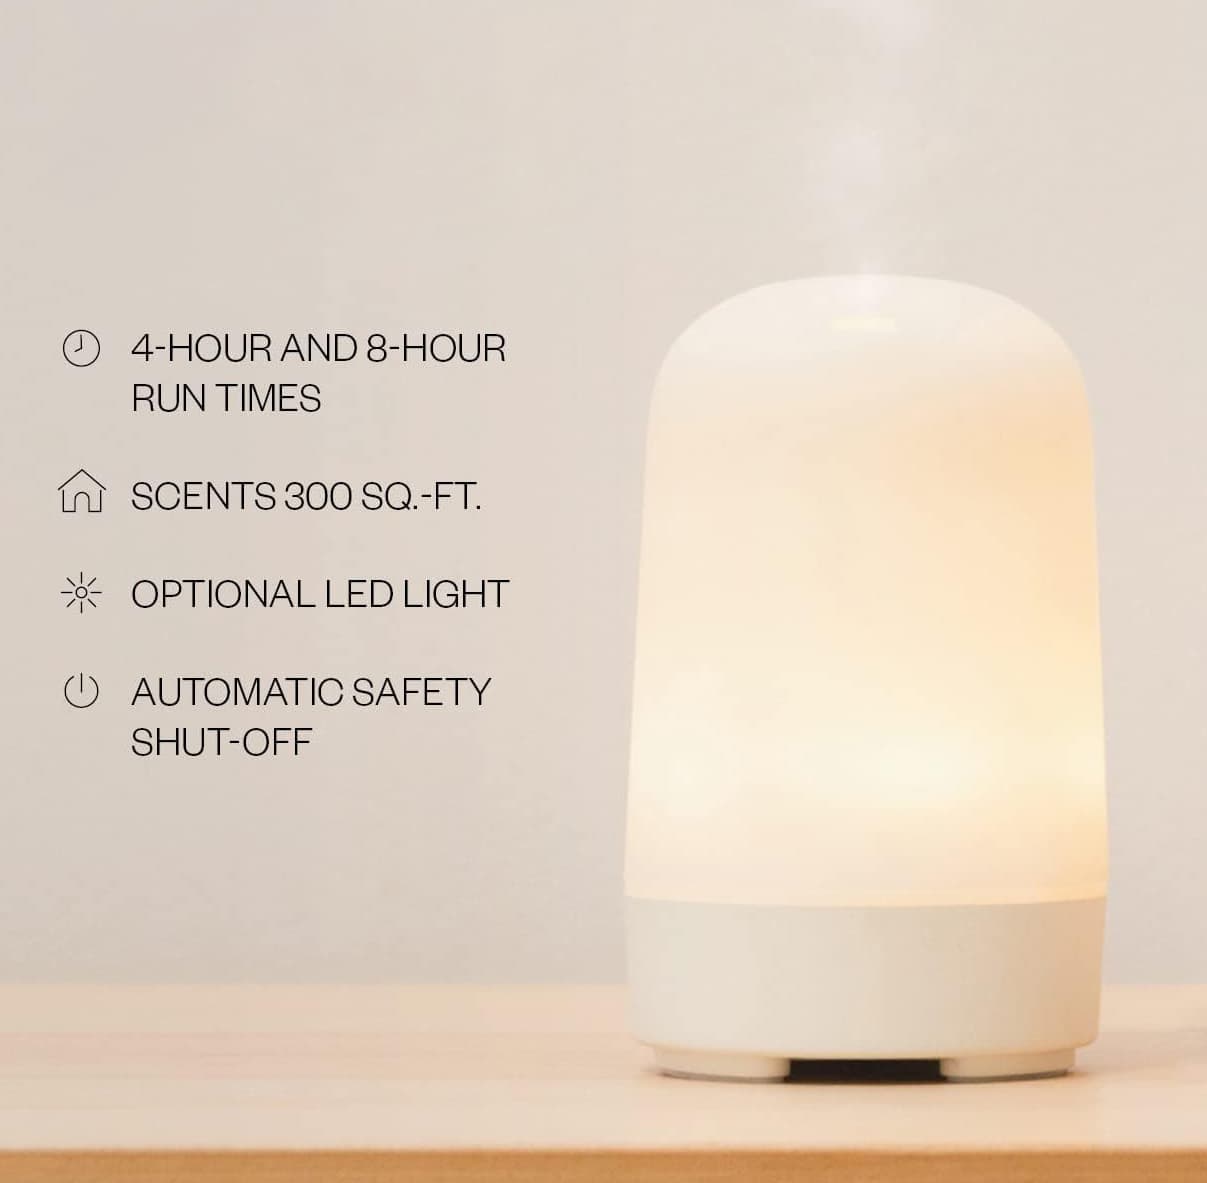 4-HOUR AND 8-HOUR
RUN TIMES
SCENTS 300 SQ.-FT.
OPTIONAL LED LIGHT
AUTOMATIC SAFETY
SHUT-OFF